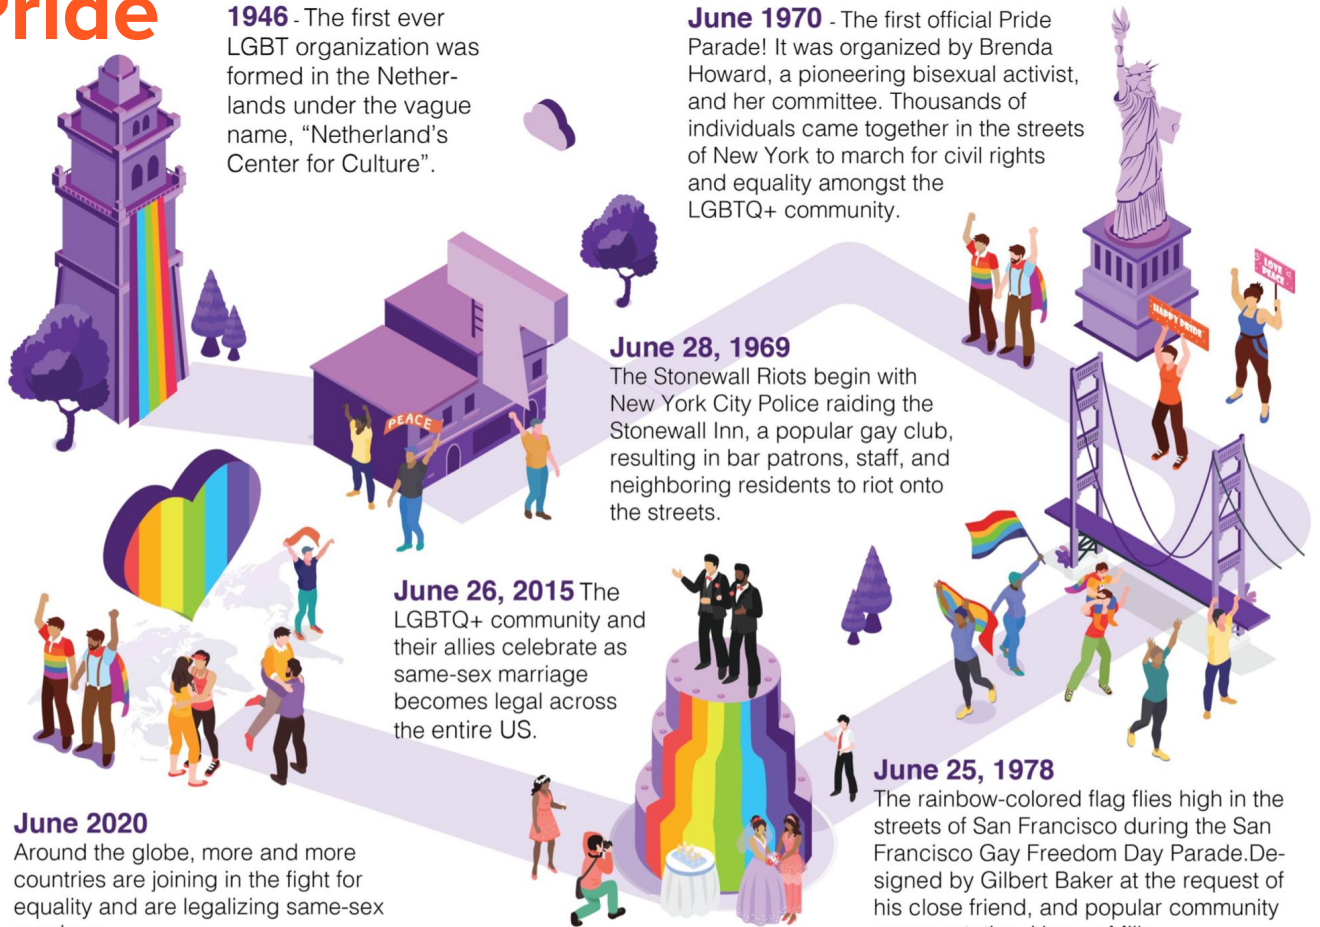 Pride
1946 - The first ever
LGBT organization was
formed in the Nether-
lands under the vague
name, “Netherland’s
Center for Culture”.
June 28, 1969
The Stonewall Riots begin with
New York City Police raiding the
Stonewall Inn, a popular gay club,
resulting in bar patrons, staff, and
neighboring residents to riot onto
the streets.
PEACE
June 1970 - The first official Pride
Parade! It was organized by Brenda
Howard, a pioneering bisexual activist,
and her committee. Thousands of
individuals came together in the streets
of New York to march for civil rights
and equality amongst the
LGBTQ+ community.
LOVE
PEACE
HAPPY PRIDE
June 25, 1978
The rainbow-colored flag flies high in the
streets of San Francisco during the San
Francisco Gay Freedom Day Parade.De-
signed by Gilbert Baker at the request of
his close friend, and popular community
June 26, 2015 The
LGBTQ+ community and
their allies celebrate as
same-sex marriage
becomes legal across
the entire US.
June 2020
Around the globe, more and more
countries are joining in the fight for
equality and are legalizing same-sex